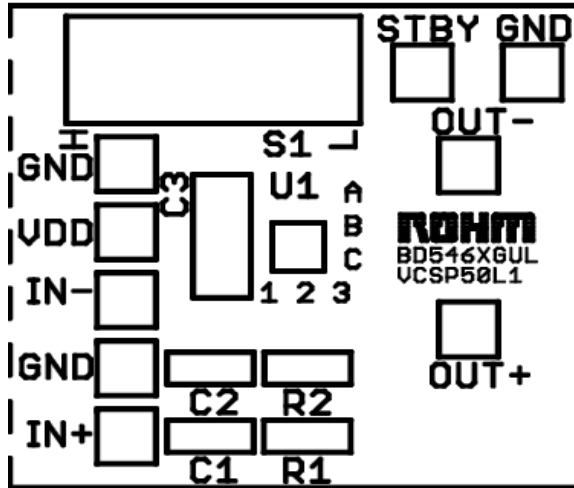 STBY GND
H S1 L
OUT-
GND
C3
U1
A
B
C
1 2 3
VDD
ROHM
BD546XGUL
VCSP50L1
IN-
GND
OUT+
C2 R2
IN+
C1 R1